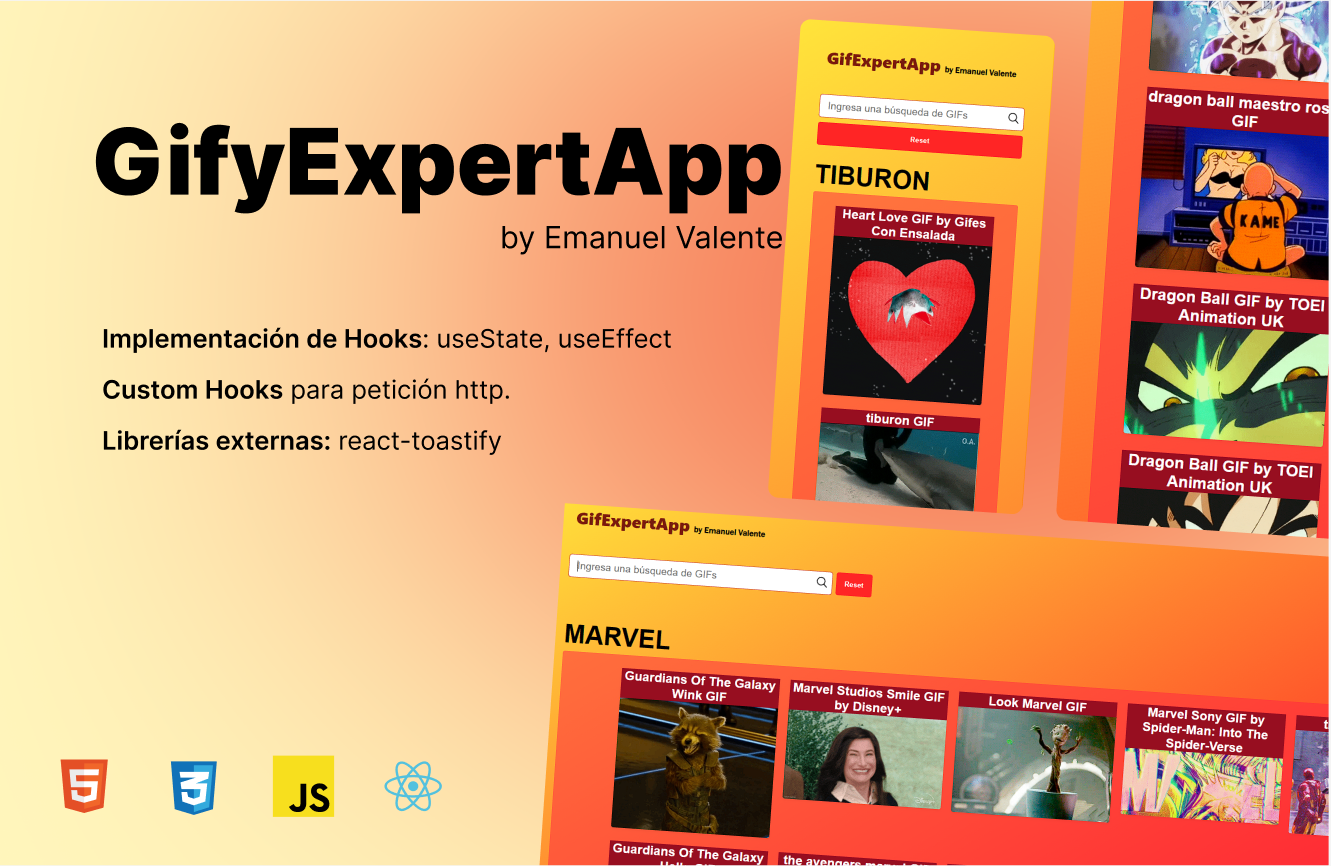 GifyExpertApp
by Emanuel Valente
Implementación de Hooks: useState, useEffect
Custom Hooks para petición http.
Librerías externas: react-toastify
5
3
JS
GifExpertApp by Emanuel Valente
Ingresa una búsqueda de GIFs
Reset
TIBURON
Heart Love GIF by Gifes
Con Ensalada
tiburon GIF
G.A.
dragon ball maestro ros
GIF
KAME
Dragon Ball GIF by TOEI
Animation UK
Dragon Ball GIF by TOEI
Animation UK
GifExpertApp by Emanuel Valente
Ingresa una búsqueda de GIFs
Reset
MARVEL
Guardians Of The Galaxy
Wink GIF
Marvel Studios Smile GIF
by Disney+
Look Marvel GIF
Marvel Sony GIF by
Spider-Man: Into The
Spider-Verse
Guardians Of The Galaxy
the avengers marvel GIF